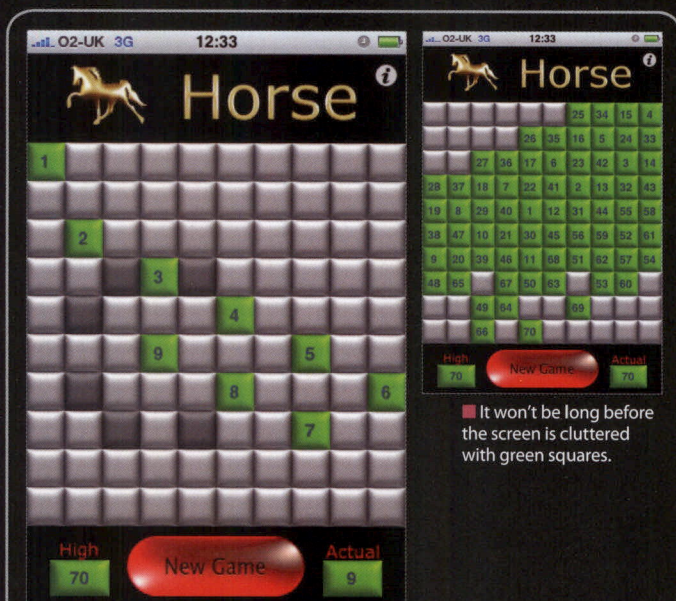 O2-UK 3G 12:33
Horse
i
1
2
3
4
9 5
8 6
7
High Actual
70 New Game 9
O2-UK 3G 12:33
Horse
i
25 34 15 4
26 35 16 5 24 33
27 36 17 6 23 42 3 14
28 37 18 7 22 41 2 13 32 43
19 8 29 40 1 12 31 44 55 58
38 47 10 21 30 45 56 59 52 61
9 20 39 46 11 68 51 62 57 54
48 65 67 50 63 53 60
49 64 69
66 70
High Actual
70 New Game 70
It won't be long before
the screen is cluttered
with green squares.